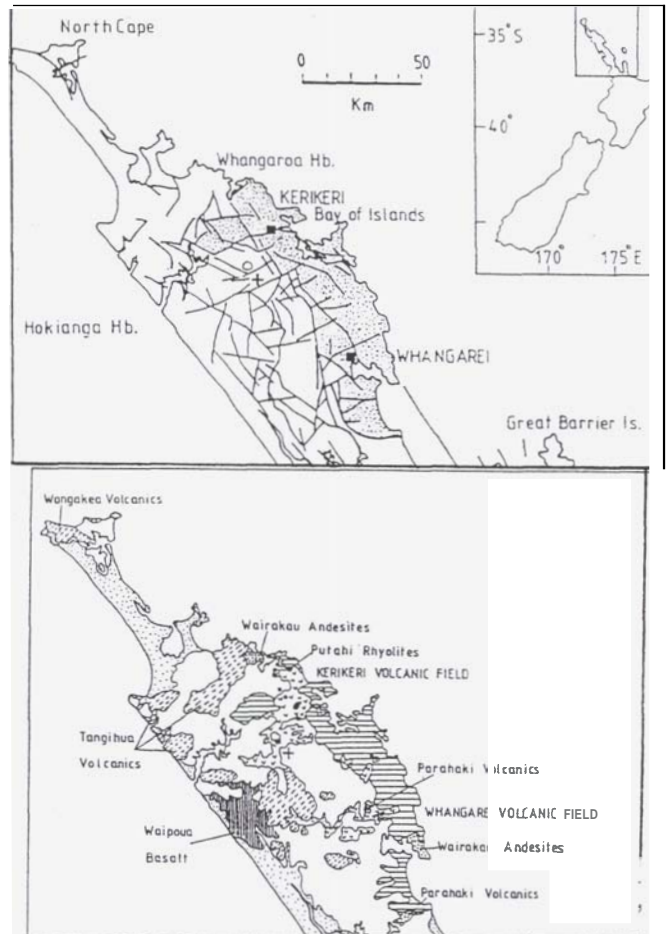 North Cape
0 50
Km
35°S
40°
170° 175°E
Whangaroa Hb.
KERIKERI
Bay of Islands
Hokianga Hb.
WHANGAREI
Great Barrier Is.
Wangakea Volcanics
Wairakau Andesites
Putahi Rhyolites
KERIKERI VOLCANIC FIELD
Tangihua
Volcanics
Parahaki Volcanics
WHANGARE VOLCANIC FIELD
Waipoua
Basalt
Wairakau Andesites
Parahaki Volcanics